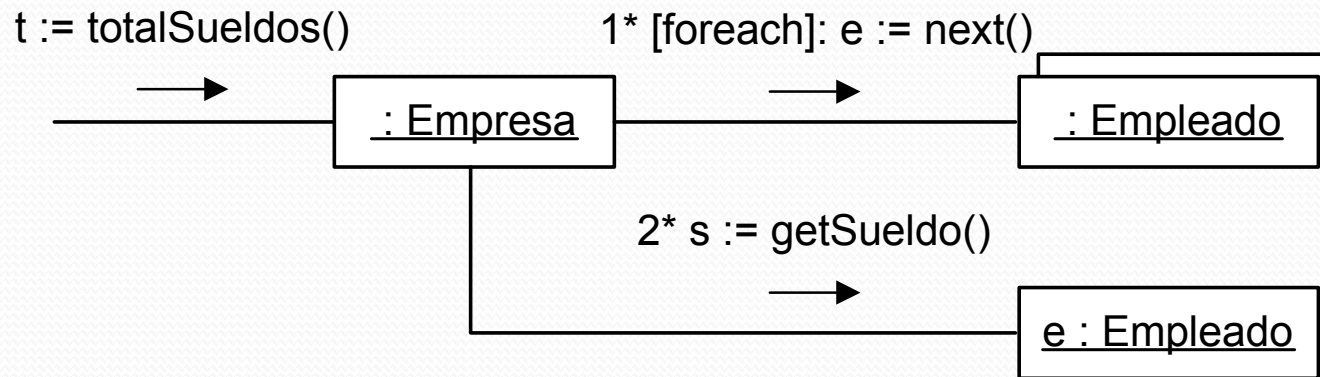 t := totalSueldos()
1* [foreach]: e := next()
: Empresa
: Empleado
2* s := getSueldo()
e : Empleado